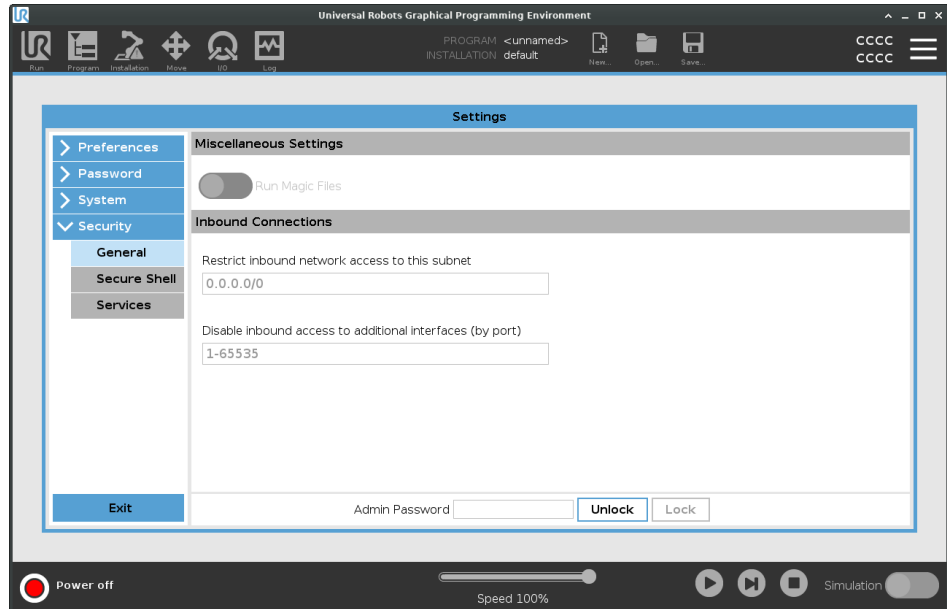 Universal Robots Graphical Programming Environment
UR
Run
Program
Installation
Move
I/O
Log
PROGRAM <unnamed>
INSTALLATION default
New...
Open...
Save...
CCCC
CCCC
Settings
Preferences
Password
System
Security
General
Secure Shell
Services
Exit
Miscellaneous Settings
Run Magic Files
Inbound Connections
Restrict inbound network access to this subnet
0.0.0.0/0
Disable inbound access to additional interfaces (by port)
1-65535
Admin Password
Unlock
Lock
Power off
Speed 100%
Simulation